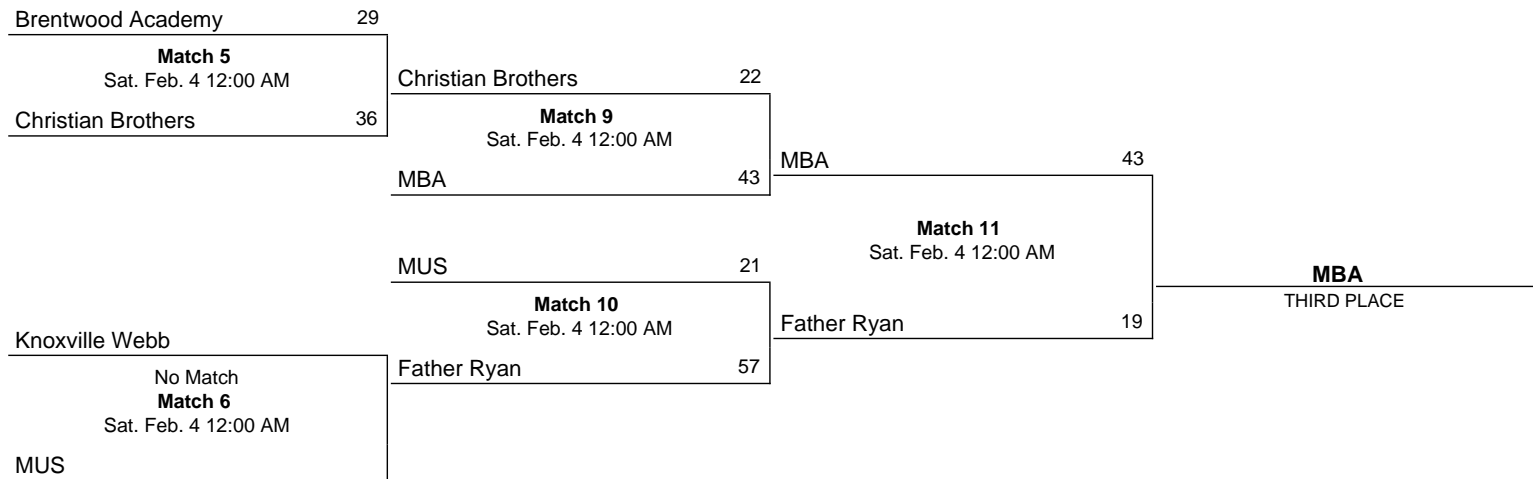 Brentwood Academy 29
Match 5
Sat. Feb. 4 12:00 AM
Christian Brothers 36
Christian Brothers 22
Match 9
Sat. Feb. 4 12:00 AM
MBA 43
MBA 43
Match 11
Sat. Feb. 4 12:00 AM
Father Ryan 19
MUS 21
Match 10
Sat. Feb. 4 12:00 AM
Father Ryan 57
Knoxville Webb
No Match
Match 6
Sat. Feb. 4 12:00 AM
MUS
MBA
THIRD PLACE